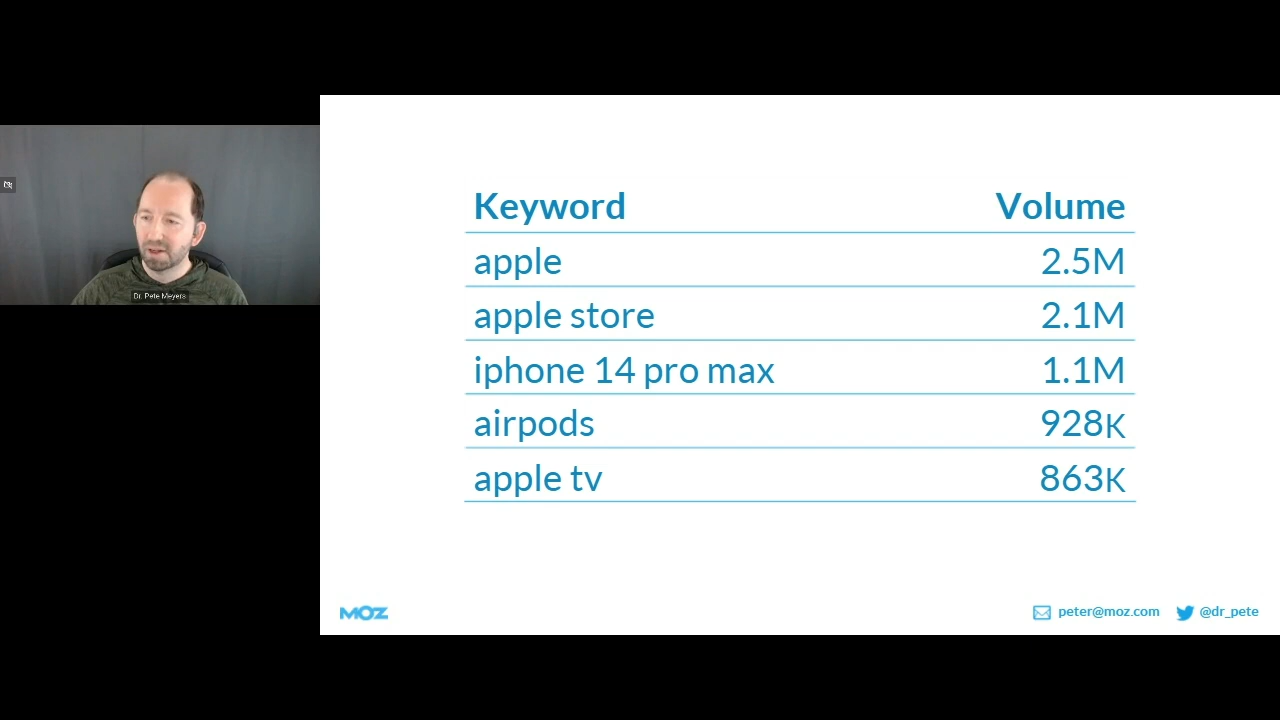 Dr. Pete Meyers
Keyword Volume
apple 2.5M
apple store 2.1M
iphone 14 pro max 1.1M
airpods 928K
apple tv 863K
MOZ
peter@moz.com @dr_pete